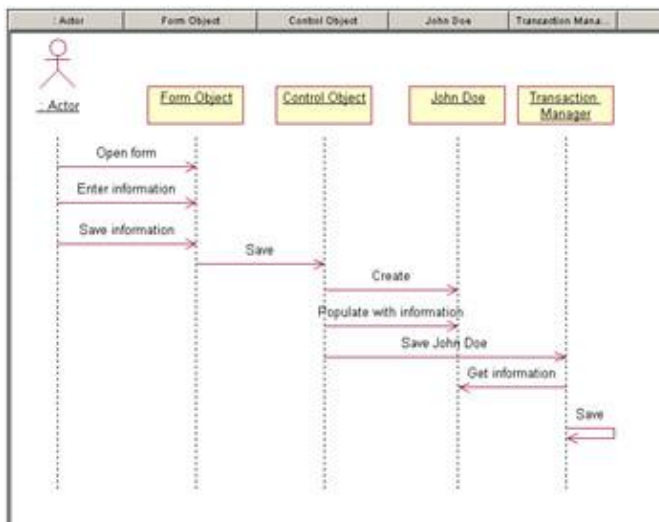 : Actor
Form Object
Control Object
John Doe
Transaction Mana...
: Actor
Form Object
Control Object
John Doe
Transaction
Manager
Open form
Enter information
Save information
Save
Create
Populate with information
Save John Doe
Get information
Save